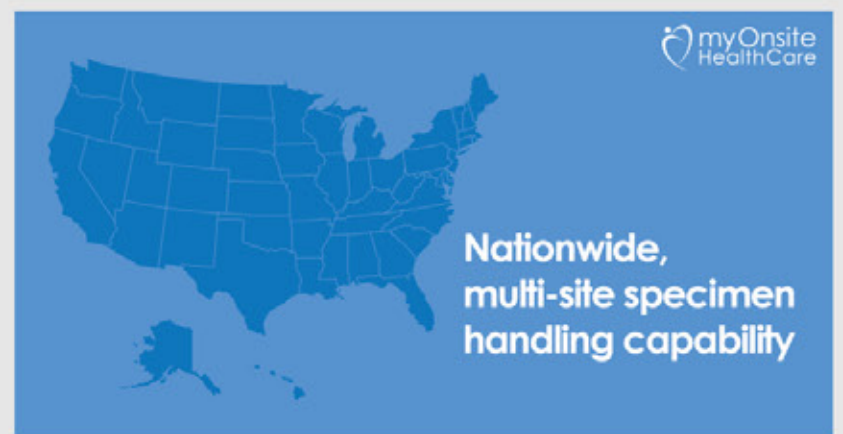 myOnsite
HealthCare
Nationwide,
multi-site specimen
handling capability